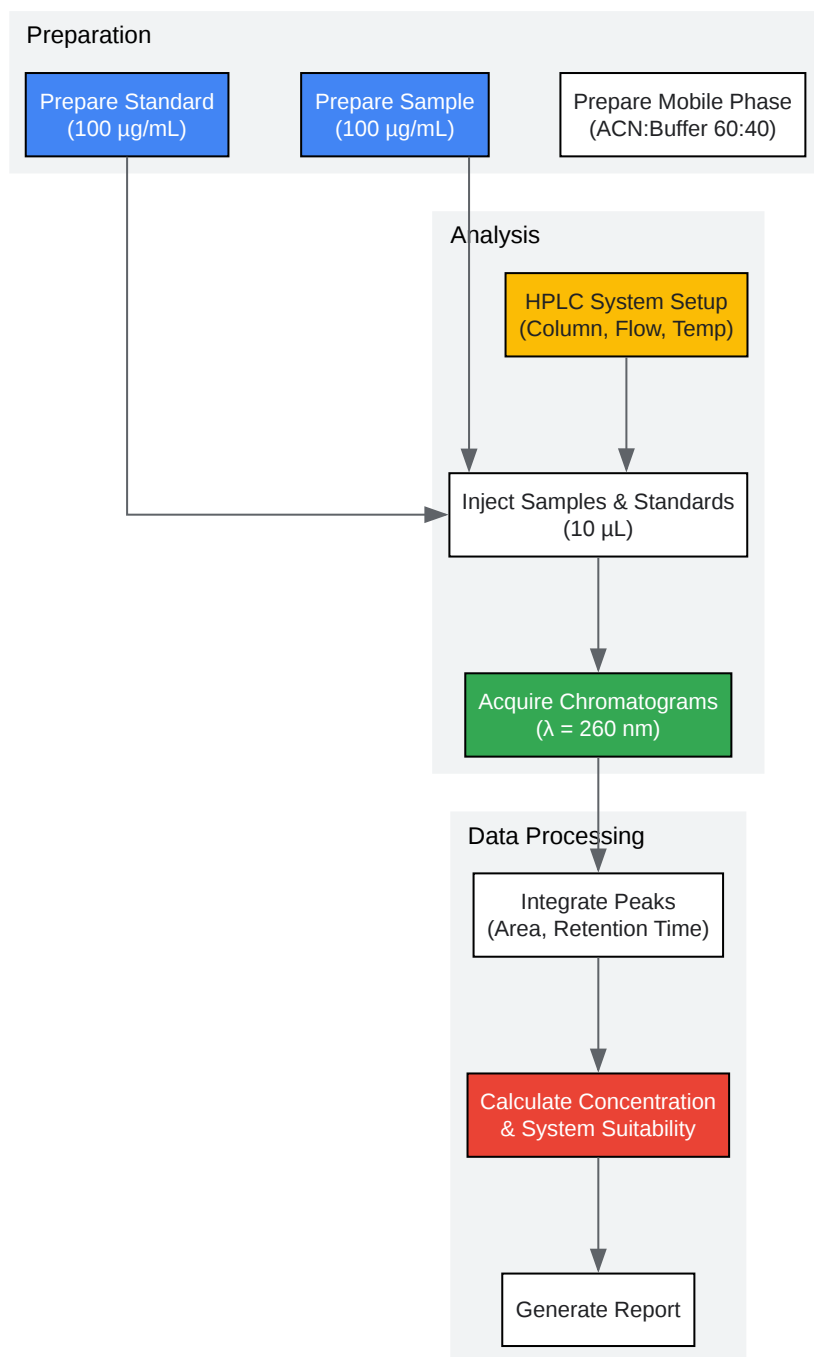 Preparation
Prepare Standard
(100 µg/mL)
Prepare Sample
(100 µg/mL)
Prepare Mobile Phase
(ACN:Buffer 60:40)
Analysis
HPLC System Setup
(Column, Flow, Temp)
Inject Samples & Standards
(10 µL)
Acquire Chromatograms
(λ = 260 nm)
Data Processing
Integrate Peaks
(Area, Retention Time)
Calculate Concentration
& System Suitability
Generate Report